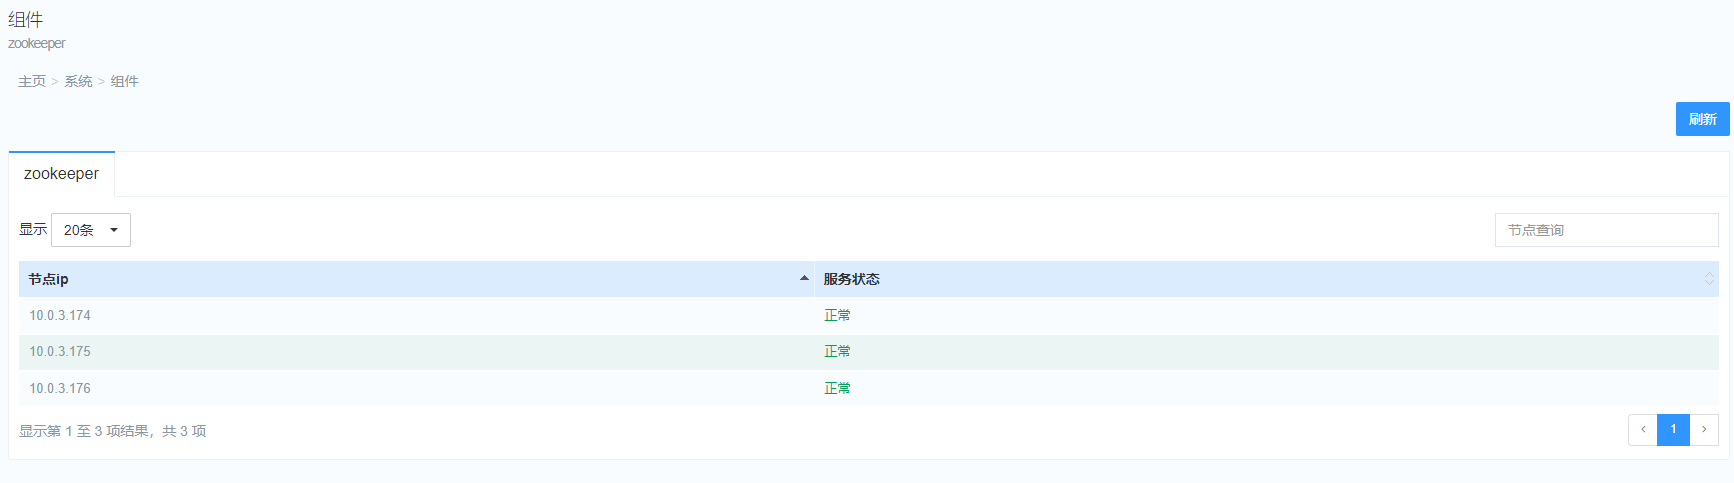 组件
zookeeper
主页 > 系统 > 组件
刷新
zookeeper
显示 20条 节点查询
节点ip 服务状态
10.0.3.174 正常
10.0.3.175 正常
10.0.3.176 正常
显示第 1 至 3 项结果，共 3 项 ‹ 1 ›